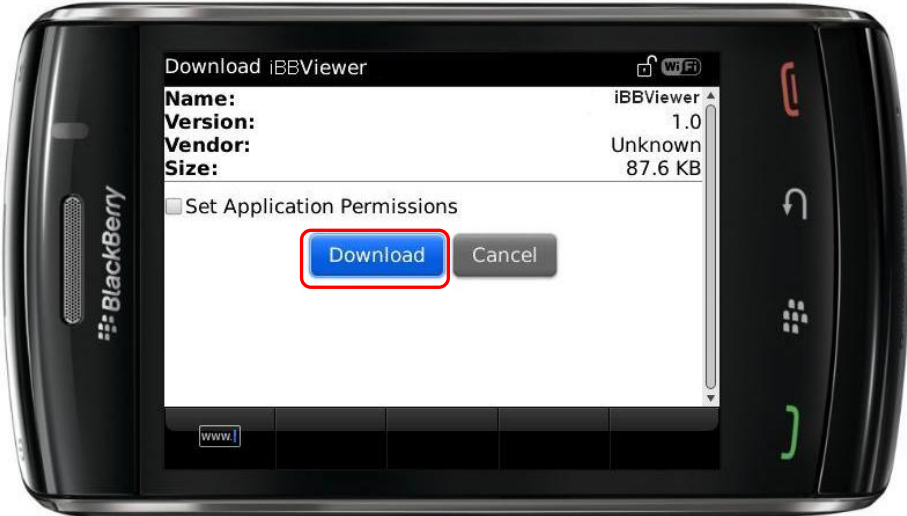 Download iBBViewer WiFi
Name: iBBViewer
Version: 1.0
Vendor: Unknown
Size: 87.6 KB
Set Application Permissions
Download Cancel
www.
BlackBerry